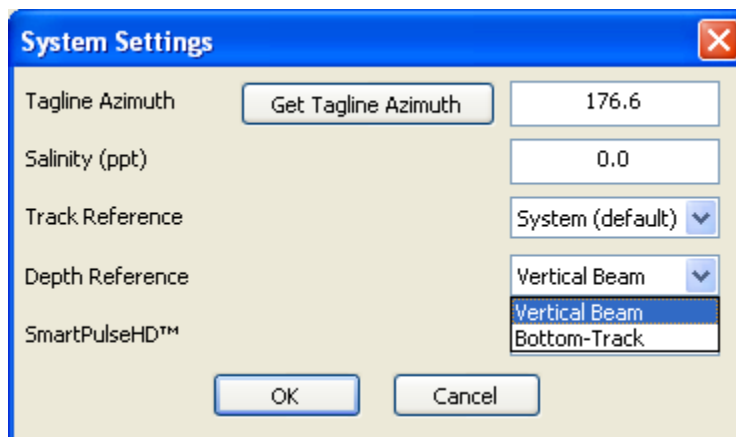 System Settings
Tagline Azimuth Get Tagline Azimuth 176.6
Salinity (ppt) 0.0
Track Reference System (default)
Depth Reference Vertical Beam
Vertical Beam
SmartPulseHD™ Bottom-Track
OK Cancel